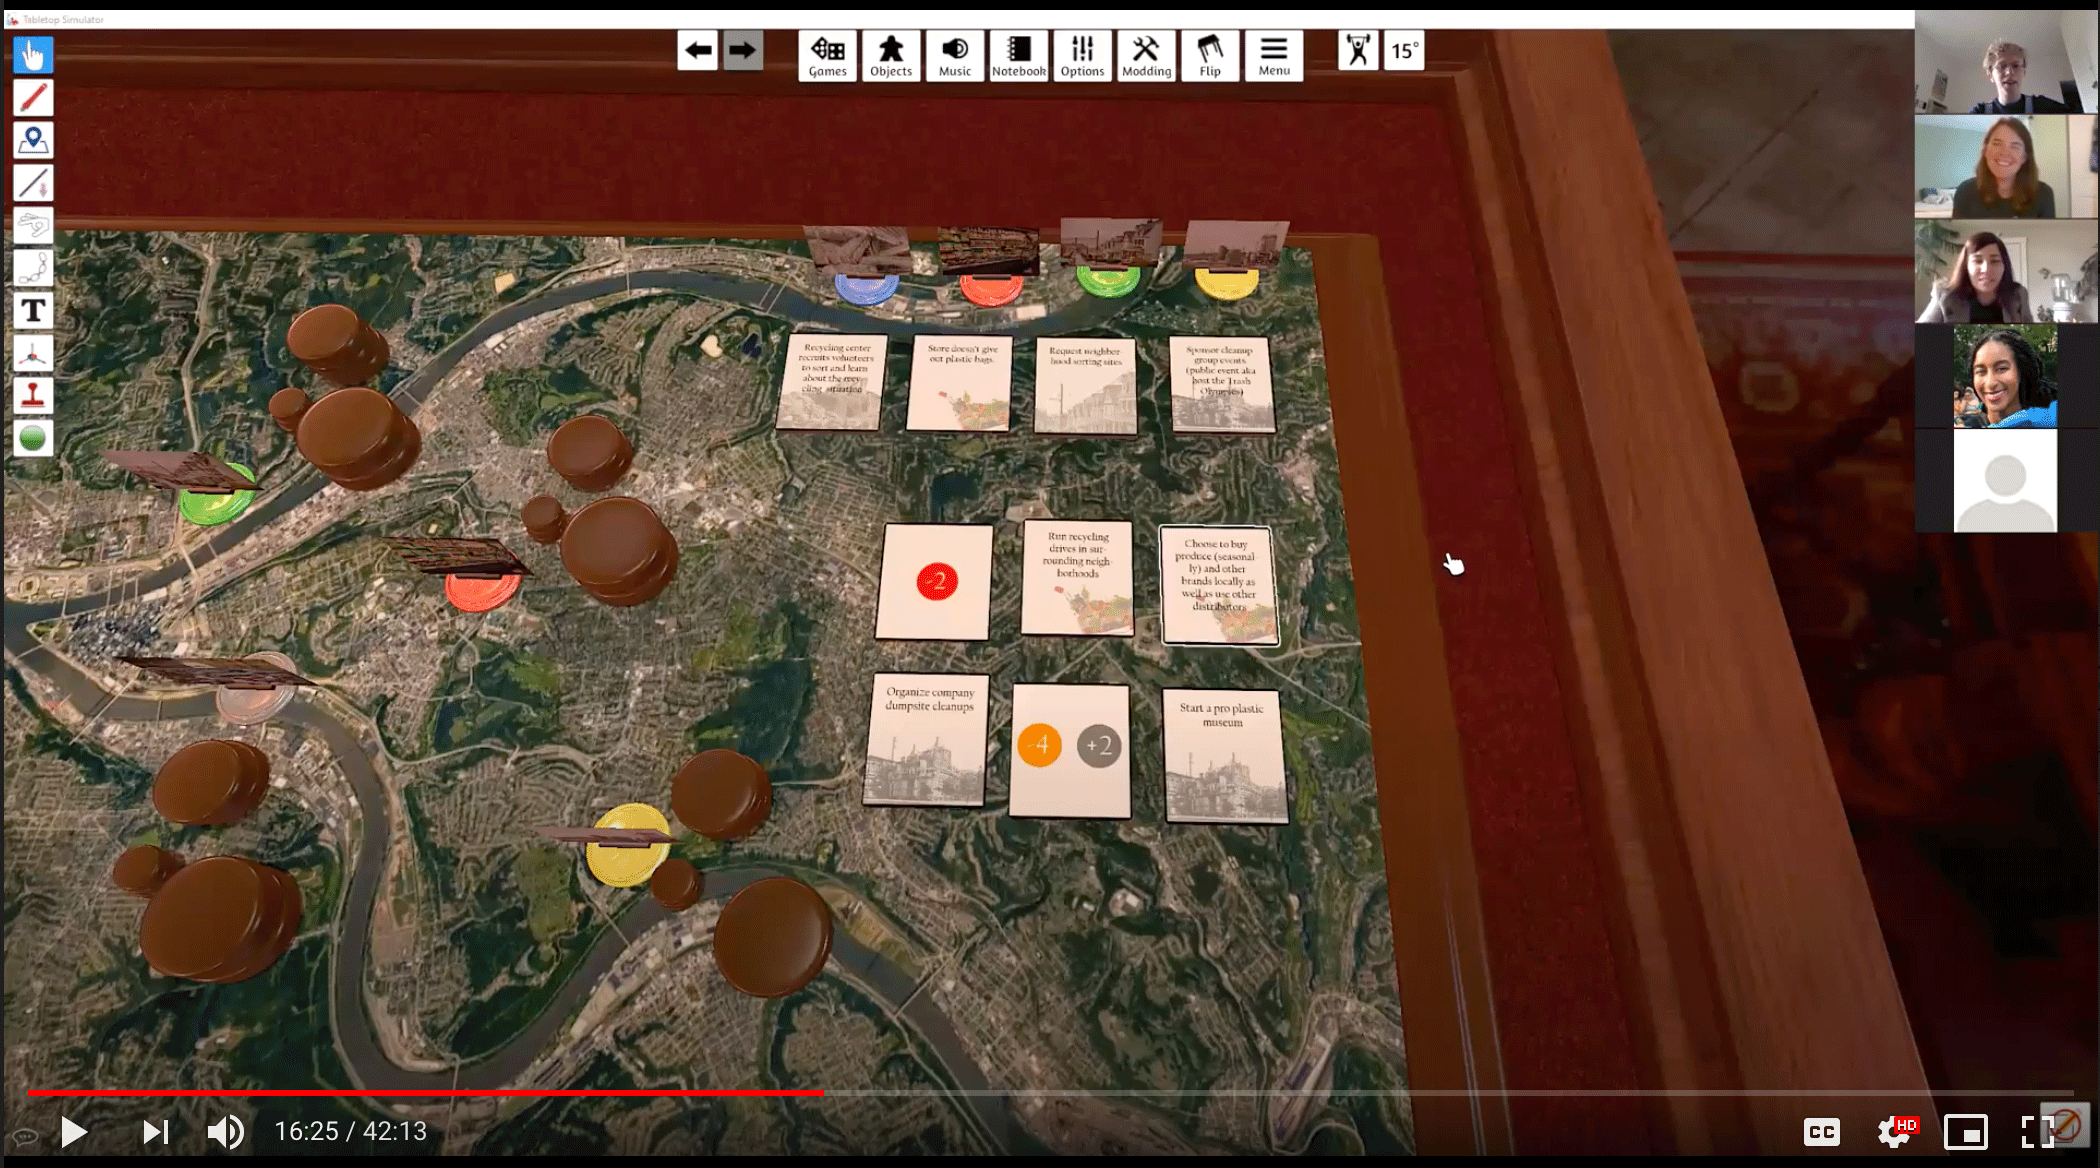 Tabletop Simulator
Games
Objects
Music
Notebook
Options
Modding
Flip
Menu
15°
T
Recycling center
recruits volunteers
to sort and learn
about the recy-
cling situation
Store doesn't give
out plastic bags.
Request neighbor-
hood sorting sites
Sponsor cleanup
group events
(public event aka
host the Trash
Olympics)
-2
Run recycling
drives in sur-
rounding neigh-
borhoods
Choose to buy
produce (seasonal-
ly) and other
brands locally as
well as use other
distributors
Organize company
dumpsite cleanups
-4
+2
Start a pro plastic
museum
16:25 / 42:13
CC
HD